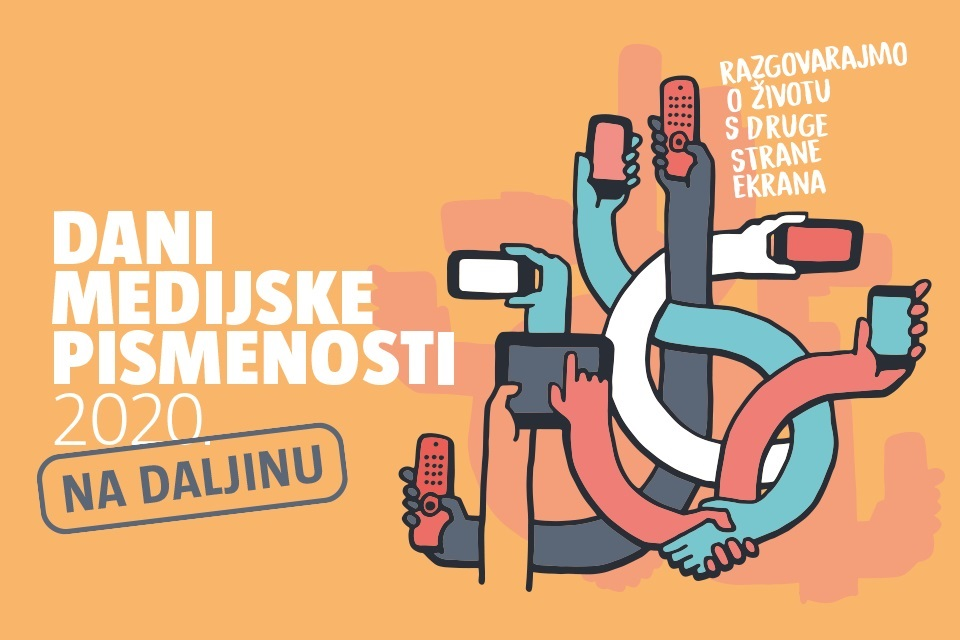 DANI
MEDIJSKE
PISMENOSTI
2020.
NA DALJINU
RAZGOVARAJMO
O ŽIVOTU
S DRUGE
STRANE
EKRANA